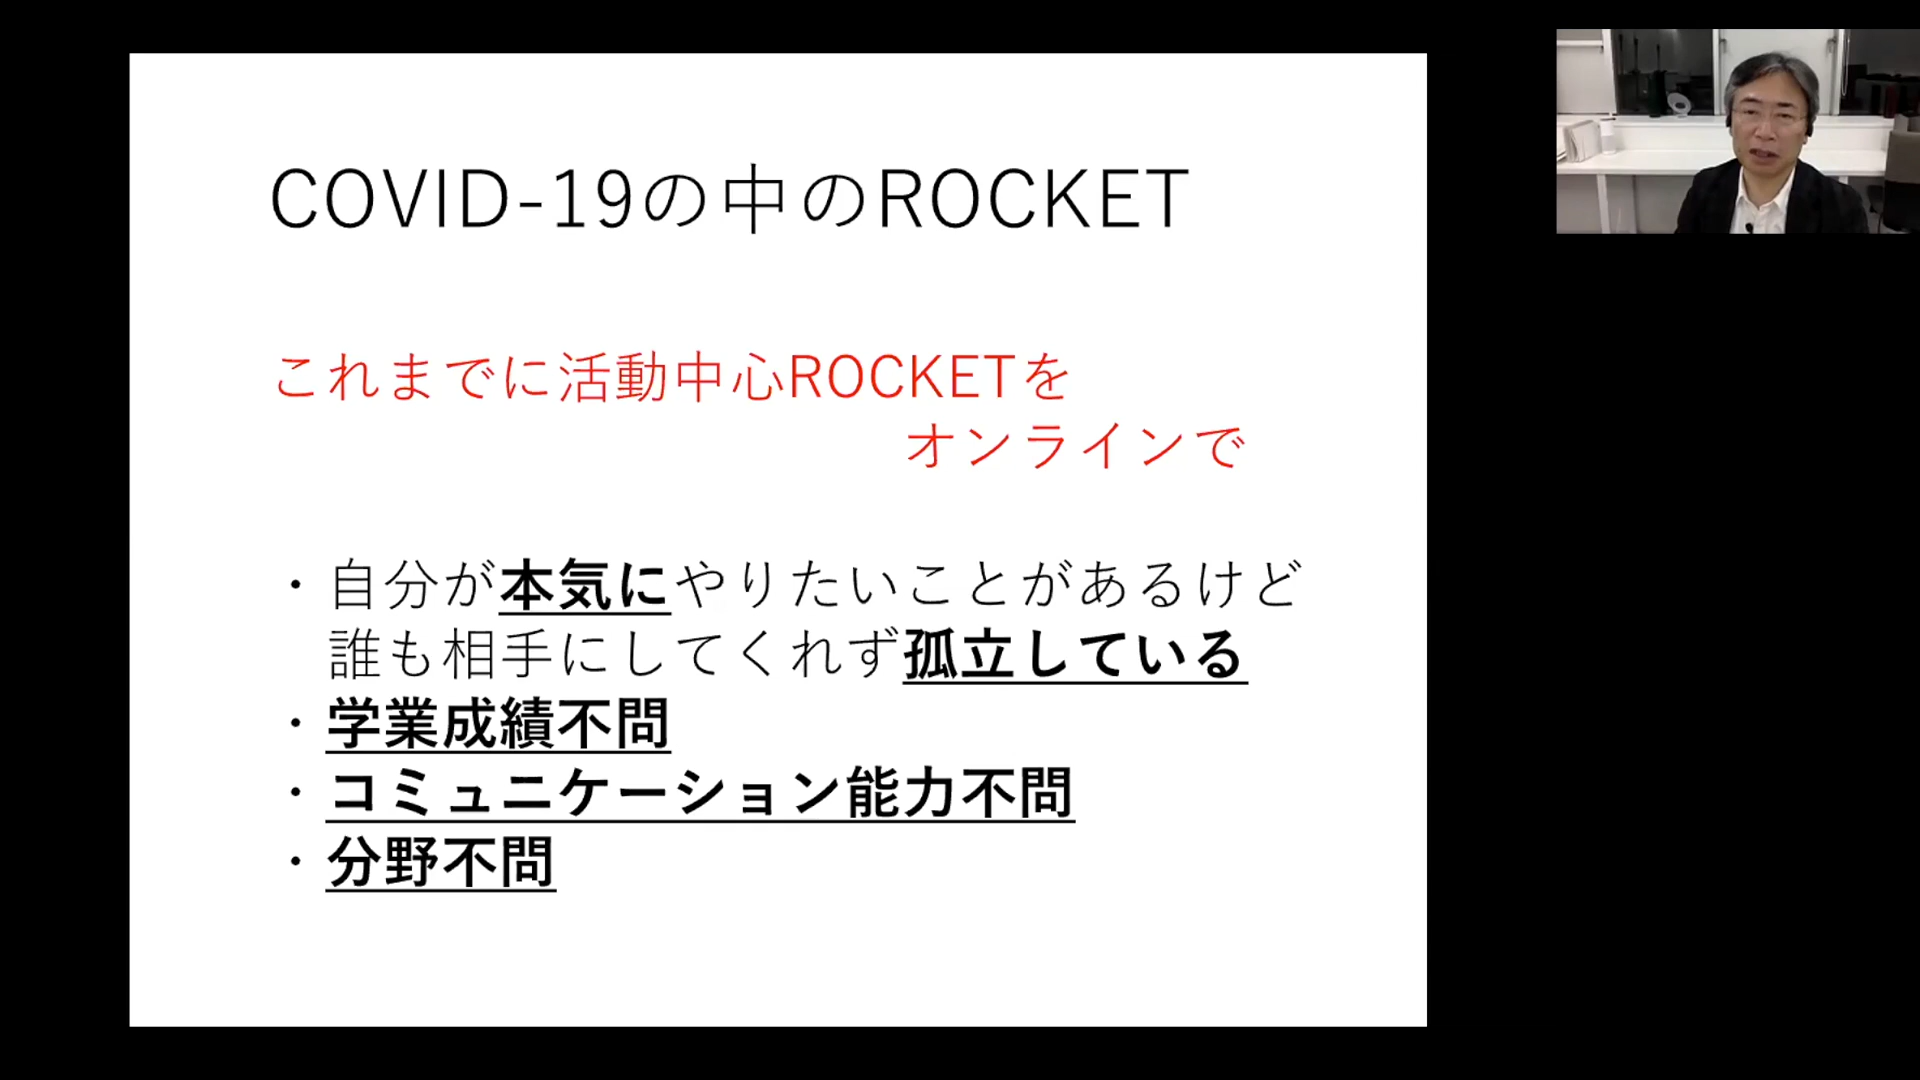 COVID-19の中のROCKET
これまでに活動中心ROCKETを
オンラインで
・自分が本気にやりたいことがあるけど
誰も相手にしてくれず孤立している
・学業成績不問
・コミュニケーション能力不問
・分野不問